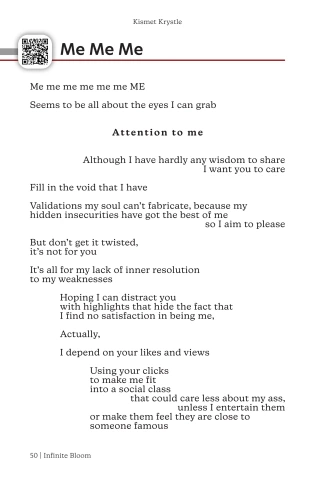 Kismet Krystle
Me Me Me
Me me me me me me ME
Seems to be all about the eyes I can grab
Attention to me
Although I have hardly any wisdom to share
I want you to care
Fill in the void that I have
Validations my soul can't fabricate, because my
hidden insecurities have got the best of me
so I aim to please
But don't get it twisted,
it's not for you
It's all for my lack of inner resolution
to my weaknesses
Hoping I can distract you
with highlights that hide the fact that
I find no satisfaction in being me,
Actually,
I depend on your likes and views
Using your clicks
to make me fit
into a social class
that could care less about my ass,
unless I entertain them
or make them feel they are close to
someone famous
50 | Infinite Bloom